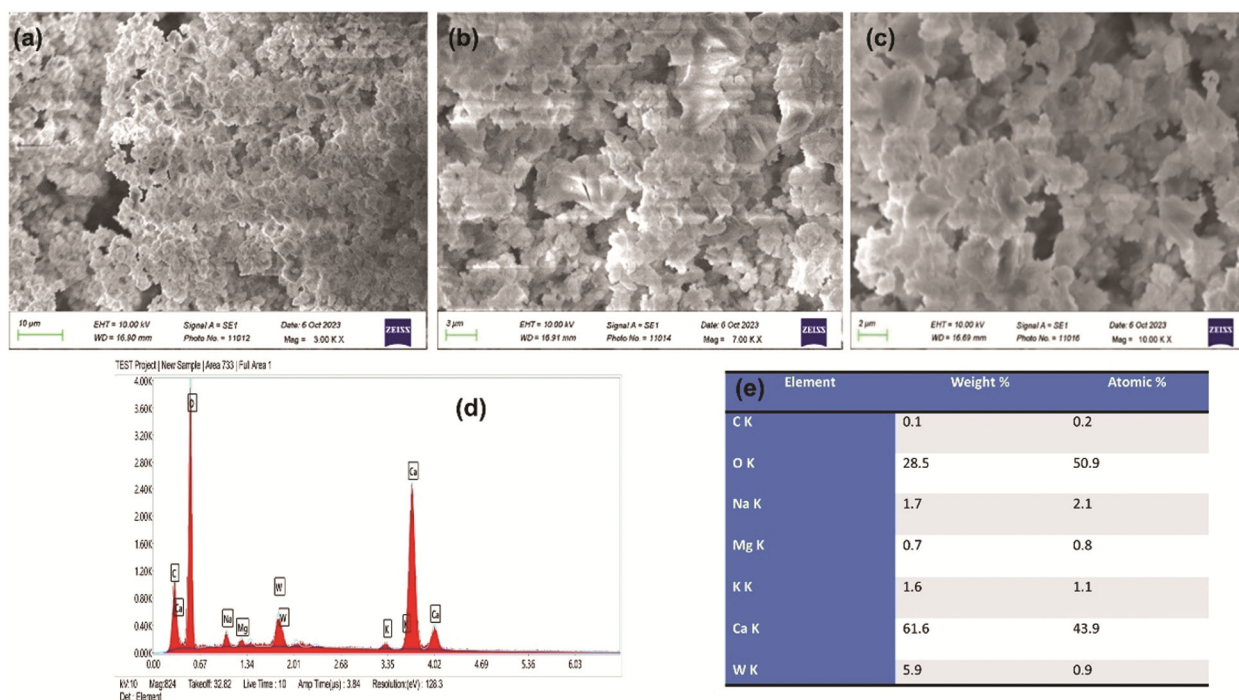 (a)
10 µm
EHT = 10.00 kV
Signal A = SE1
Date: 6 Oct 2023
WD = 16.90 mm
Photo No. = 11012
Mag = 3.00 K X
ZEISS
(b)
3 µm
EHT = 10.00 kV
Signal A = SE1
Date: 6 Oct 2023
WD = 16.91 mm
Photo No. = 11014
Mag = 7.00 K X
ZEISS
(c)
2 µm
EHT = 10.00 kV
Signal A = SE1
Date: 6 Oct 2023
WD = 16.69 mm
Photo No. = 11016
Mag = 10.00 K X
ZEISS
TEST Project | New Sample | Area 733 | Full Area 1
(d)
4.00K
3.60K
3.20K
2.80K
2.40K
2.00K
1.60K
1.20K
0.80K
0.40K
0.00K
O
C
Ca
Na
Mg
W
W
K
K
Ca
Ca
0.00 0.67 1.34 2.01 2.68 3.35 4.02 4.69 5.36 6.03
kV:10 Mag:824 Takeoff: 32.82 Live Time : 10 Amp Time(µs) : 3.84 Resolution:(eV) : 128.3
Det : Element
(e)
Element Weight % Atomic %
C K 0.1 0.2
O K 28.5 50.9
Na K 1.7 2.1
Mg K 0.7 0.8
K K 1.6 1.1
Ca K 61.6 43.9
W K 5.9 0.9